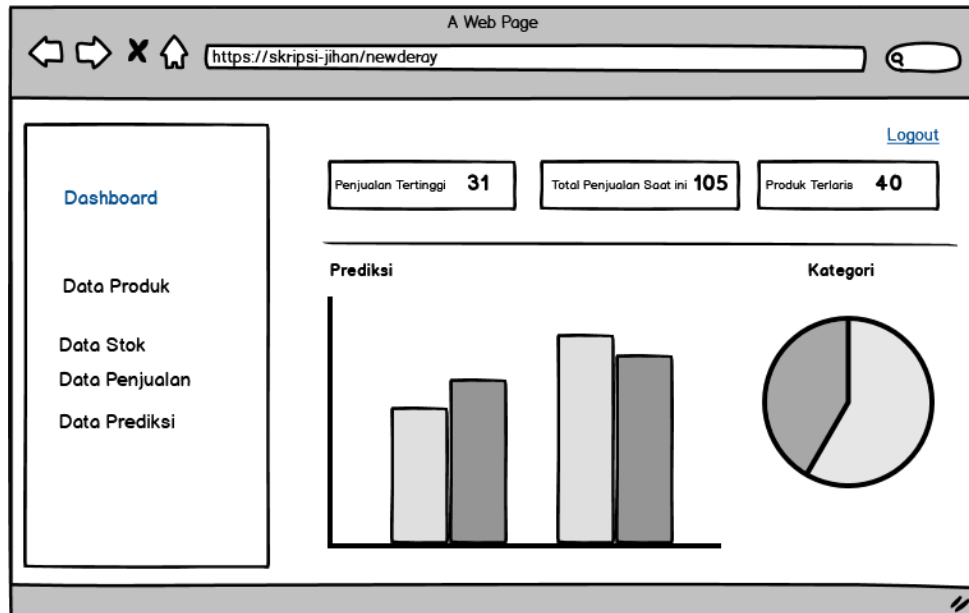 A Web Page
https://skripsi-jihan/newderay
Logout
Dashboard
Data Produk
Data Stok
Data Penjualan
Data Prediksi
Penjualan Tertinggi 31
Total Penjualan Saat ini 105
Produk Terlaris 40
Prediksi
Kategori